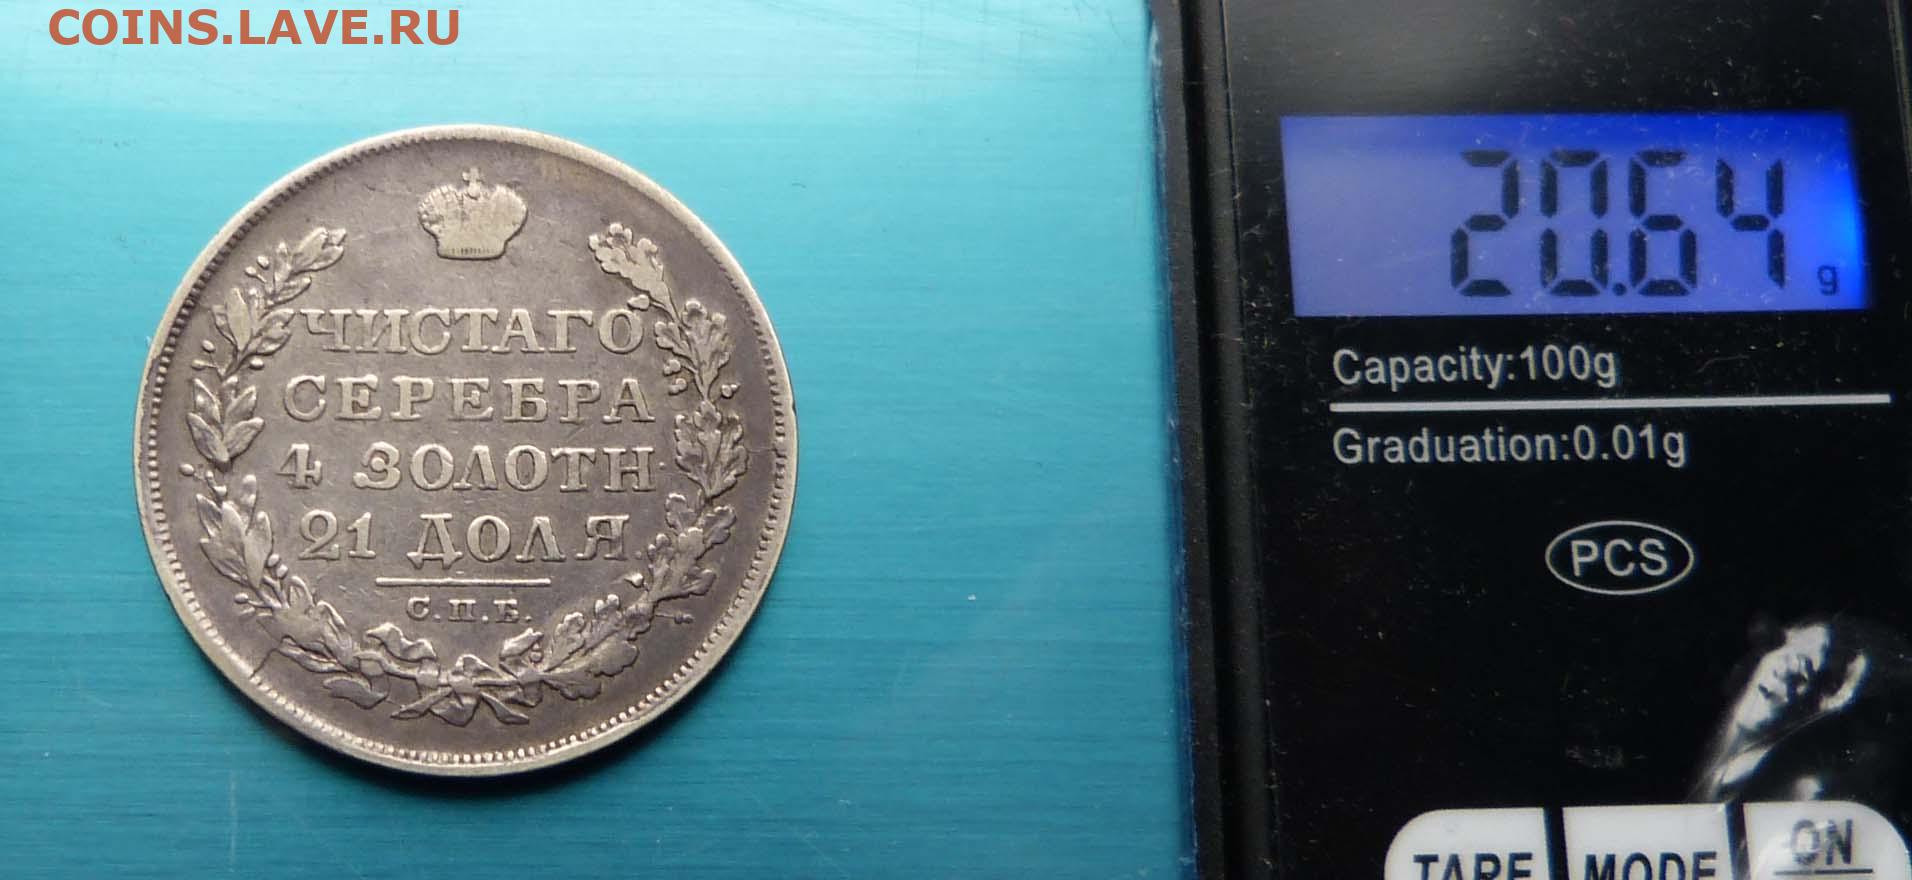 COINS.LAVE.RU
ЧИСТАГО
СЕРЕБРА
4 ЗОЛОТН
21 ДОЛЯ
С.П.Б.
20.64 g
Capacity:100g
Graduation:0.01g
PCS
TARE MODE ON